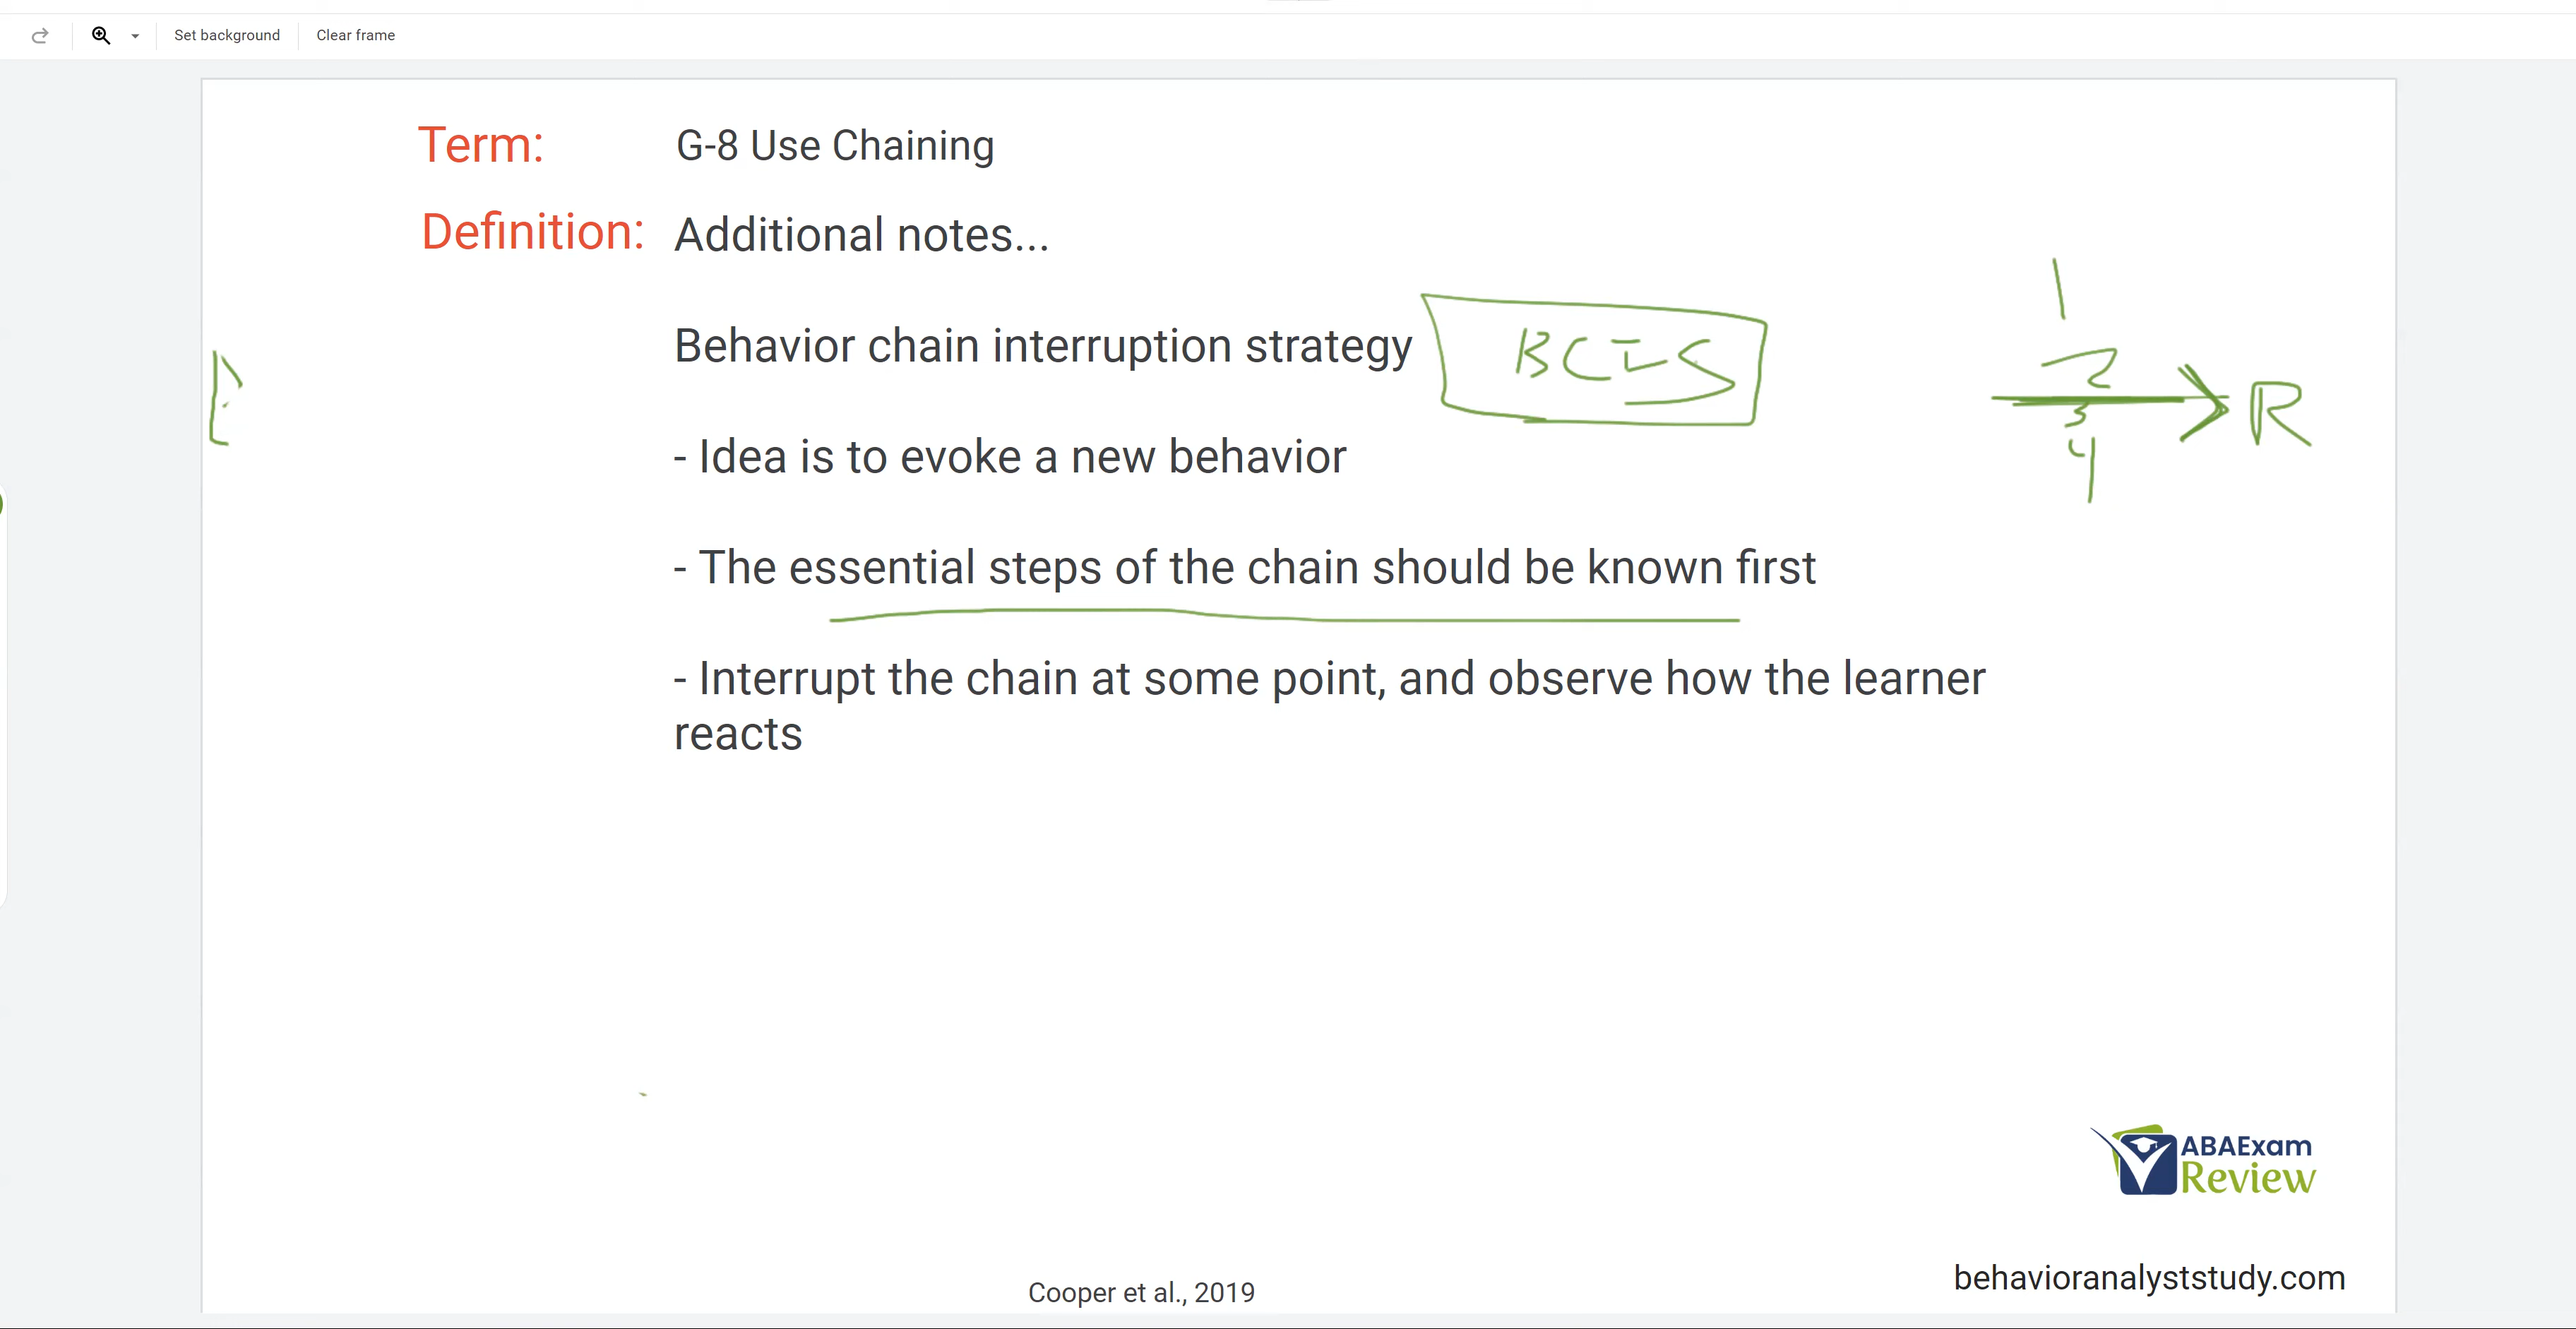 Set background Clear frame
Term: G-8 Use Chaining
Definition: Additional notes...
1
Behavior chain interruption strategy BCIS
2
R
3
4
- Idea is to evoke a new behavior
- The essential steps of the chain should be known first
- Interrupt the chain at some point, and observe how the learner
reacts
ABAExam
Review
behavioranalyststudy.com
Cooper et al., 2019